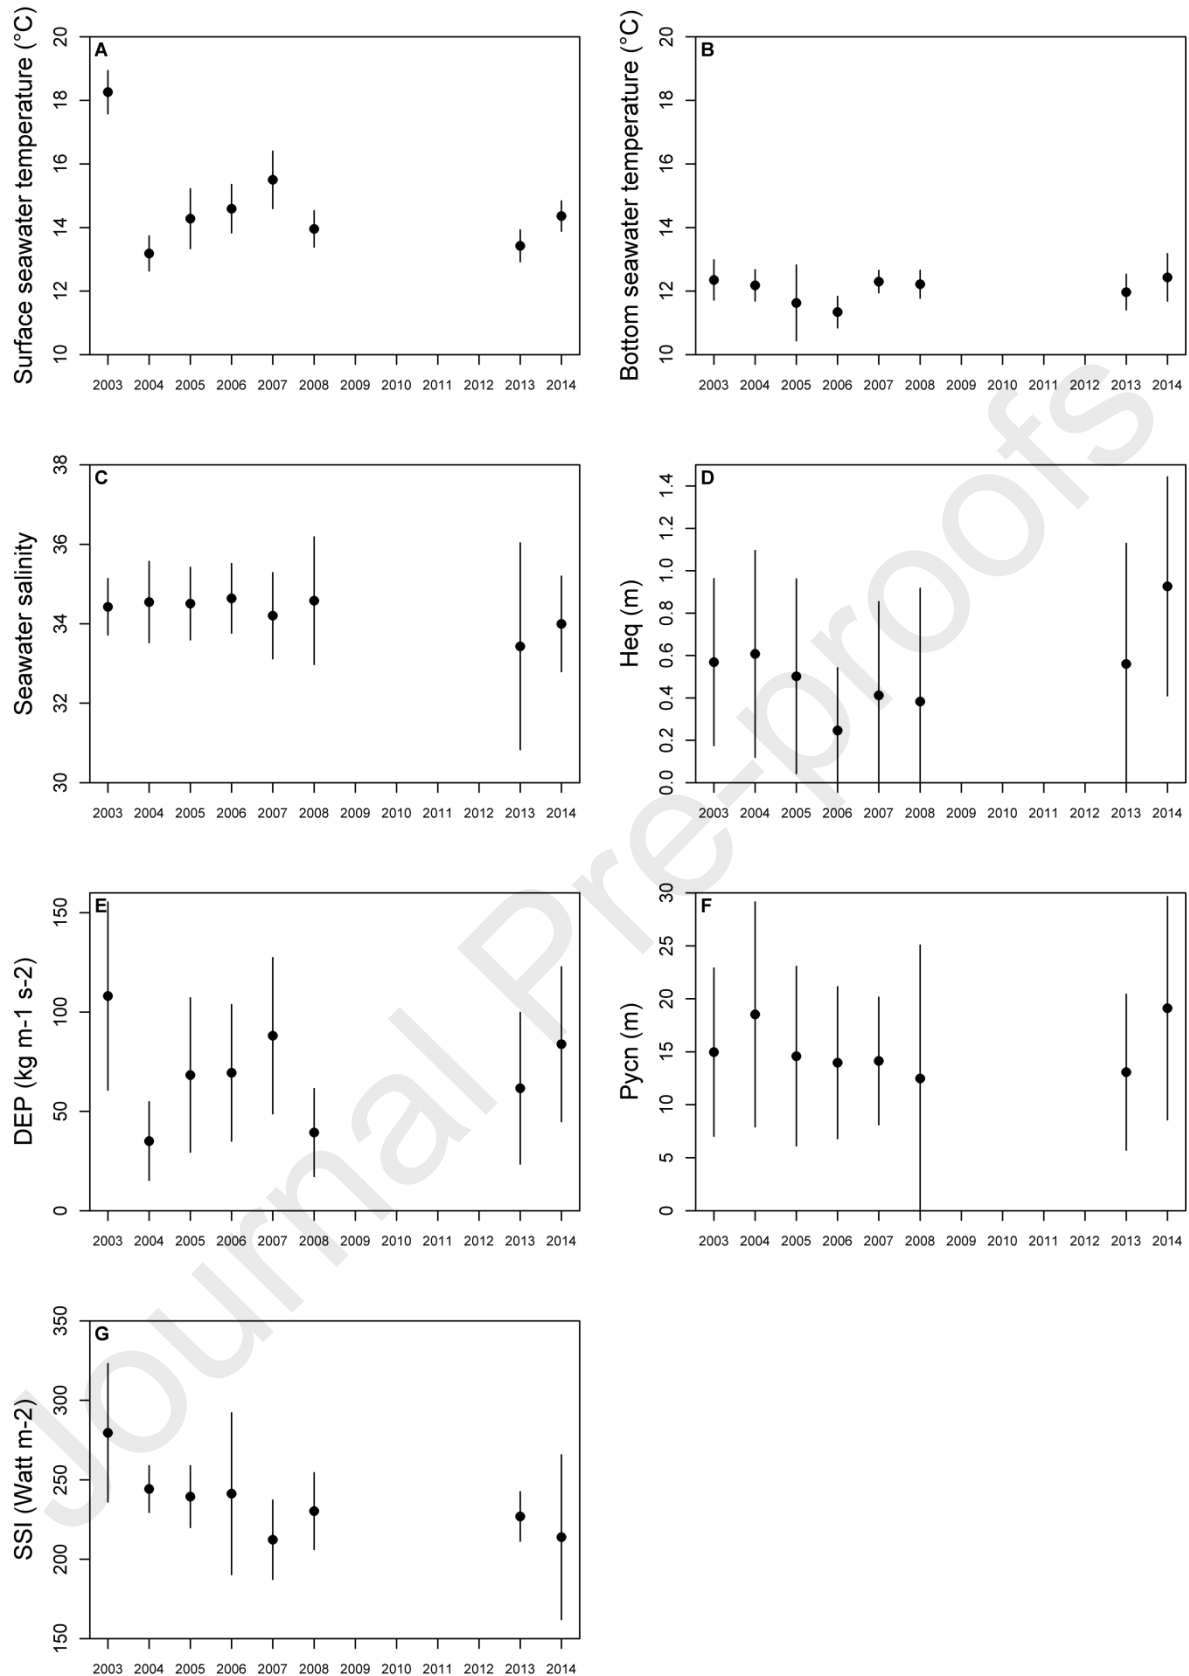 A
Surface seawater temperature (°C)
20
18
16
14
12
10
2003 2004 2005 2006 2007 2008 2009 2010 2011 2012 2013 2014
B
Bottom seawater temperature (°C)
20
18
16
14
12
10
2003 2004 2005 2006 2007 2008 2009 2010 2011 2012 2013 2014
C
Seawater salinity
38
36
34
32
30
2003 2004 2005 2006 2007 2008 2009 2010 2011 2012 2013 2014
D
Heq (m)
1.4
1.2
1.0
0.8
0.6
0.4
0.2
0.0
2003 2004 2005 2006 2007 2008 2009 2010 2011 2012 2013 2014
E
DEP (kg m-1 s-2)
150
100
50
0
2003 2004 2005 2006 2007 2008 2009 2010 2011 2012 2013 2014
F
Pycn (m)
30
25
20
15
10
5
0
2003 2004 2005 2006 2007 2008 2009 2010 2011 2012 2013 2014
G
SSI (Watt m-2)
350
300
250
200
150
2003 2004 2005 2006 2007 2008 2009 2010 2011 2012 2013 2014
Journal Pre-proofs